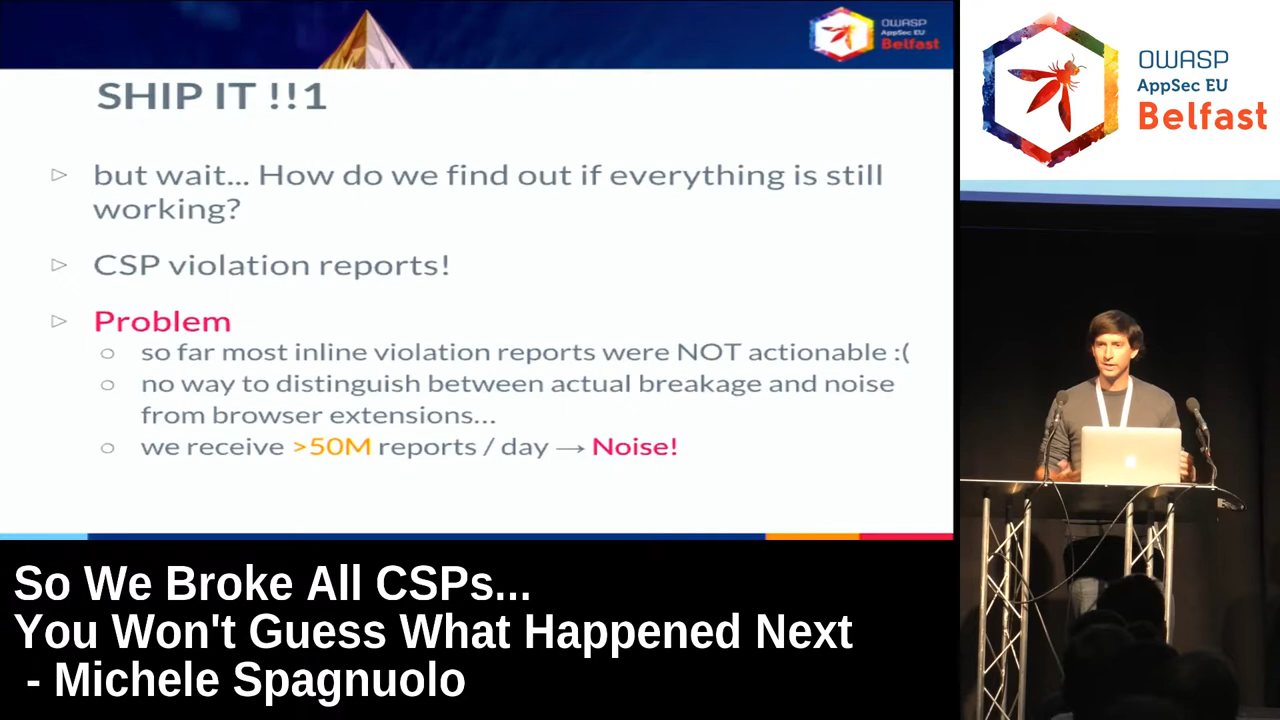 OWASP
AppSec EU
Belfast
SHIP IT !!1
but wait... How do we find out if everything is still
working?
CSP violation reports!
Problem
so far most inline violation reports were NOT actionable :(
no way to distinguish between actual breakage and noise
from browser extensions...
we receive >50M reports / day → Noise!
OWASP
AppSec EU
Belfast
So We Broke All CSPs...
You Won't Guess What Happened Next
- Michele Spagnuolo